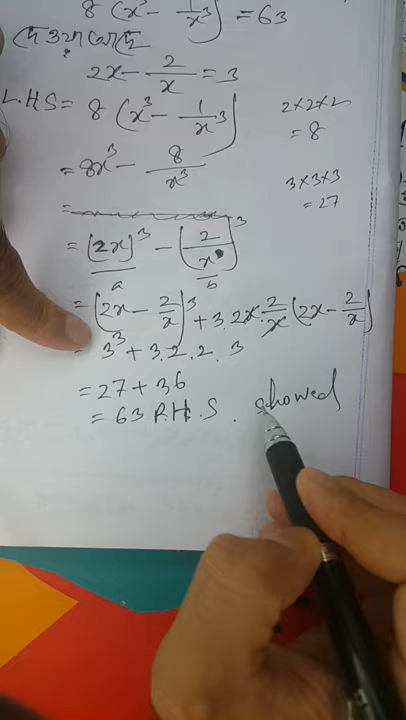 8 (x³ - 1/x³) = 63
দেওয়া আছে,
2x - 2/x = 3
L.HS = 8 (x³ - 1/x³)
= 8x³ - 8/x³
=
= (2x)³ - (2/x)³
a b
= (2x - 2/x)³ + 3.2x.2/x (2x - 2/x)
= 3³ + 3.2.2.3
= 27 + 36
= 63 R.H.S. showed
2×2×2
= 8
3×3×3
= 27